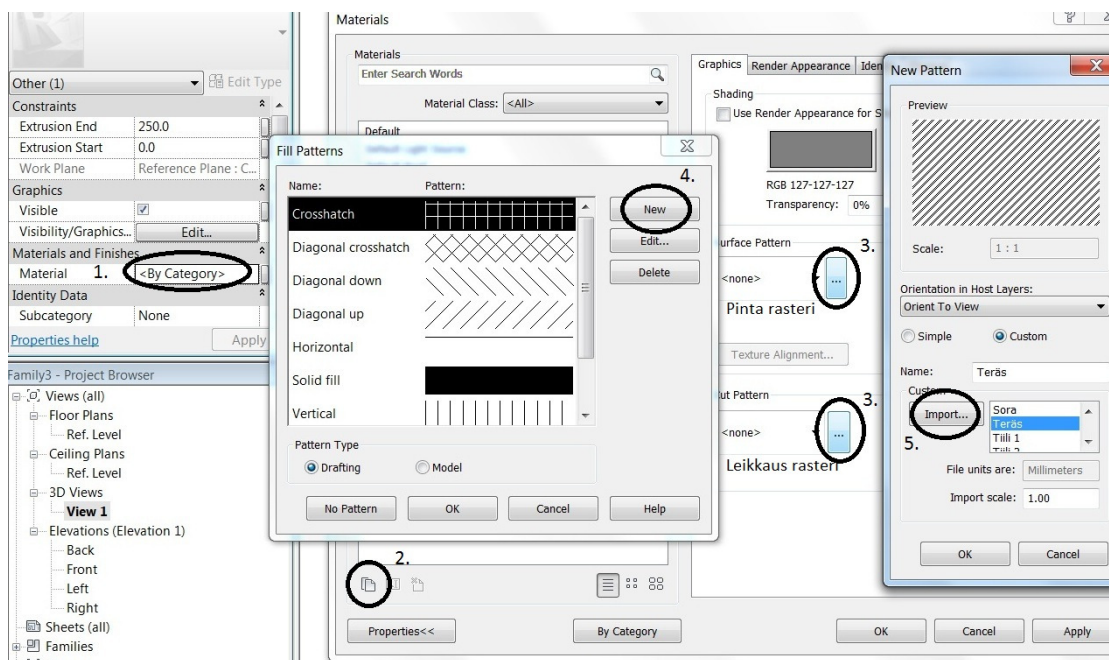 Other (1)
Edit Type
Constraints
Extrusion End 250.0
Extrusion Start 0.0
Work Plane Reference Plane : C...
Graphics
Visible
Visibility/Graphics... Edit...
Materials and Finishes
Material 1. <By Category>
Identity Data
Subcategory None
Properties help Apply
Family3 - Project Browser
Views (all)
Floor Plans
Ref. Level
Ceiling Plans
Ref. Level
3D Views
View 1
Elevations (Elevation 1)
Back
Front
Left
Right
Sheets (all)
Families
Materials
Materials
Enter Search Words
Material Class: <All>
Default
2.
Properties<<
By Category
OK
Cancel
Apply
Fill Patterns
4.
Name: Pattern:
Crosshatch
Diagonal crosshatch
Diagonal down
Diagonal up
Horizontal
Solid fill
Vertical
New
Edit...
Delete
Pattern Type
Drafting Model
No Pattern OK Cancel Help
Graphics Render Appearance Iden
Shading
Use Render Appearance for S
RGB 127-127-127
Transparency: 0%
urface Pattern
3.
<none> ...
Pinta rasteri
Texture Alignment...
ut Pattern
3.
<none> ...
Leikkaus rasteri
New Pattern
Preview
Scale: 1 : 1
Orientation in Host Layers:
Orient To View
Simple Custom
Name: Teräs
Custom
Import...
5.
Sora
Teräs
Tiili 1
File units are: Millimeters
Import scale: 1.00
OK Cancel